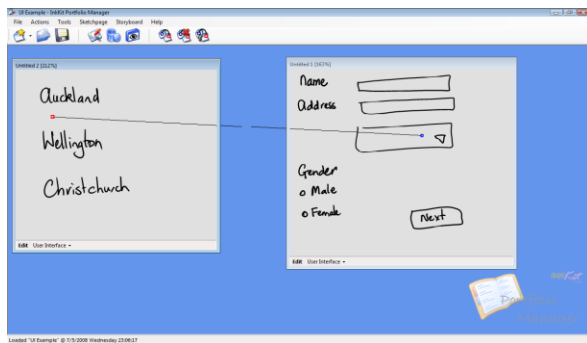 UI Example - InkKit Portfolio Manager
File Actions Tools Sketchpage Storyboard Help
Untitled 2 [212%]
Auckland
Wellington
Christchurch
Edit User Interface
Untitled 1 [163%]
Name
Address
Gender
Male
Female
Next
Edit User Interface
Loaded "UI Example" @ 7/5/2008 Wednesday 23:06:17